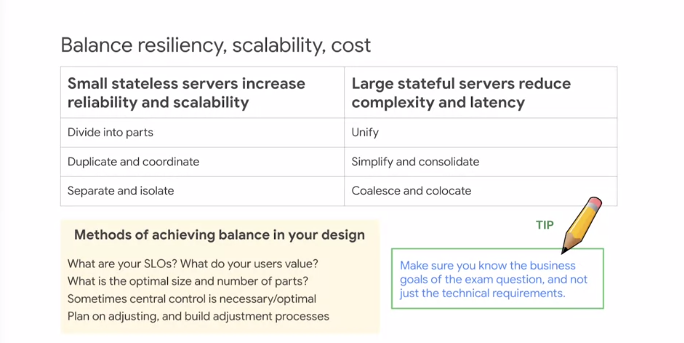 Balance resiliency, scalability, cost
Small stateless servers increase
reliability and scalability
Large stateful servers reduce
complexity and latency
Divide into parts
Unify
Duplicate and coordinate
Simplify and consolidate
Separate and isolate
Coalesce and colocate
Methods of achieving balance in your design
What are your SLOs? What do your users value?
What is the optimal size and number of parts?
Sometimes central control is necessary/optimal
Plan on adjusting, and build adjustment processes
TIP
Make sure you know the business
goals of the exam question, and not
just the technical requirements.